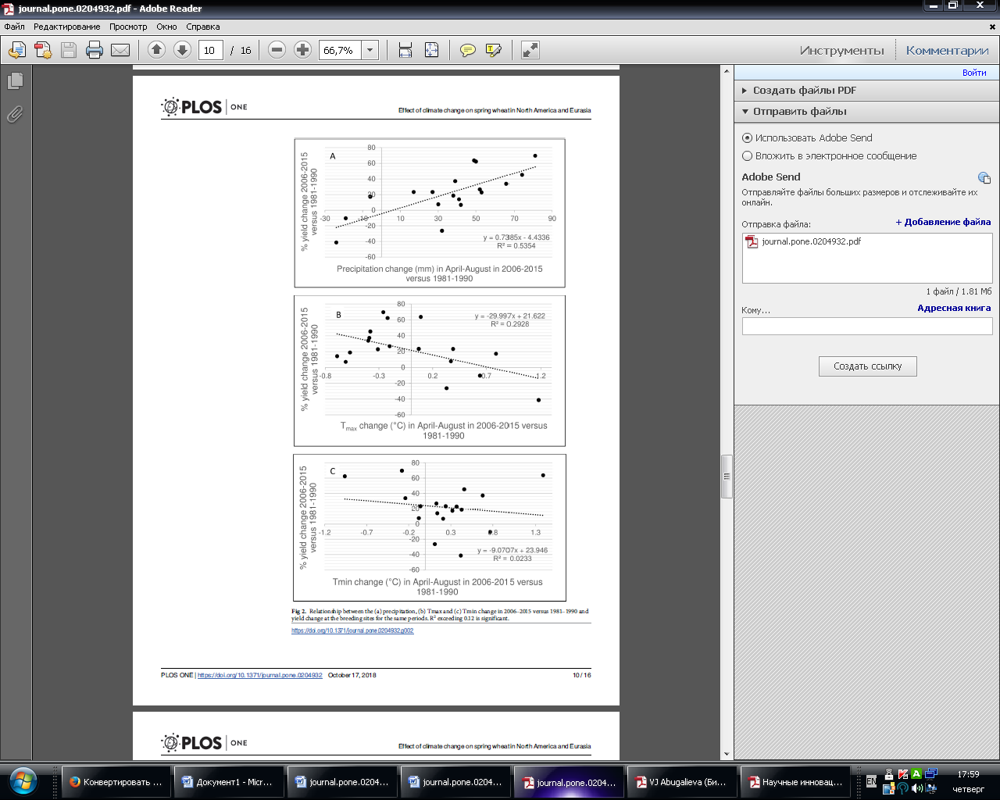 journal.pone.0204932.pdf - Adobe Reader
Файл Редактирование Просмотр Окно Справка
10 / 16 66,7% Инструменты Комментарии
Войти
Создать файлы PDF
Отправить файлы
Использовать Adobe Send
Вложить в электронное сообщение
Adobe Send
Отправляйте файлы больших размеров и отслеживайте их
онлайн.
Отправка файла: + Добавление файла
journal.pone.0204932.pdf
1 файл / 1.81 Мб
Кому... Адресная книга
Создать ссылку
PLOS ONE
Effect of climate change on spring wheat in North America and Eurasia
A
% yield change 2006-2015
versus 1981-1990
80
60
40
20
0
-20
-40
-60
-30 -10 10 30 50 70 90
y = 0.7385x - 4.4336
R² = 0.5354
Precipitation change (mm) in April-August in 2006-2015
versus 1981-1990
B
% yield change 2006-2015
versus 1981-1990
80
60
40
20
0
-20
-40
-60
-0.8 -0.3 0.2 0.7 1.2
y = -29.997x + 21.622
R² = 0.2928
Tmax change (°C) in April-August in 2006-2015 versus
1981-1990
C
% yield change 2006-2015
versus 1981-1990
80
60
40
20
0
-20
-40
-60
-1.2 -0.7 -0.2 0.3 0.8 1.3
y = -9.0707x + 23.946
R² = 0.0233
Tmin change (°C) in April-August in 2006-2015 versus
1981-1990
Fig 2. Relationship between the (a) precipitation, (b) Tmax and (c) Tmin change in 2006–2015 versus 1981–1990 and
yield change at the breeding sites for the same periods. R² exceeding 0.12 is significant.
https://doi.org/10.1371/journal.pone.0204932.g002
PLOS ONE | https://doi.org/10.1371/journal.pone.0204932 October 17, 2018 10 / 16
PLOS ONE
Effect of climate change on spring wheat in North America and Eurasia
Конвертировать ... Документ1 - Micr... journal.pone.0204... journal.pone.0204... journal.pone.0204... VJ Abugalieva (Би... Научные инновац... EN 17:59
четверг